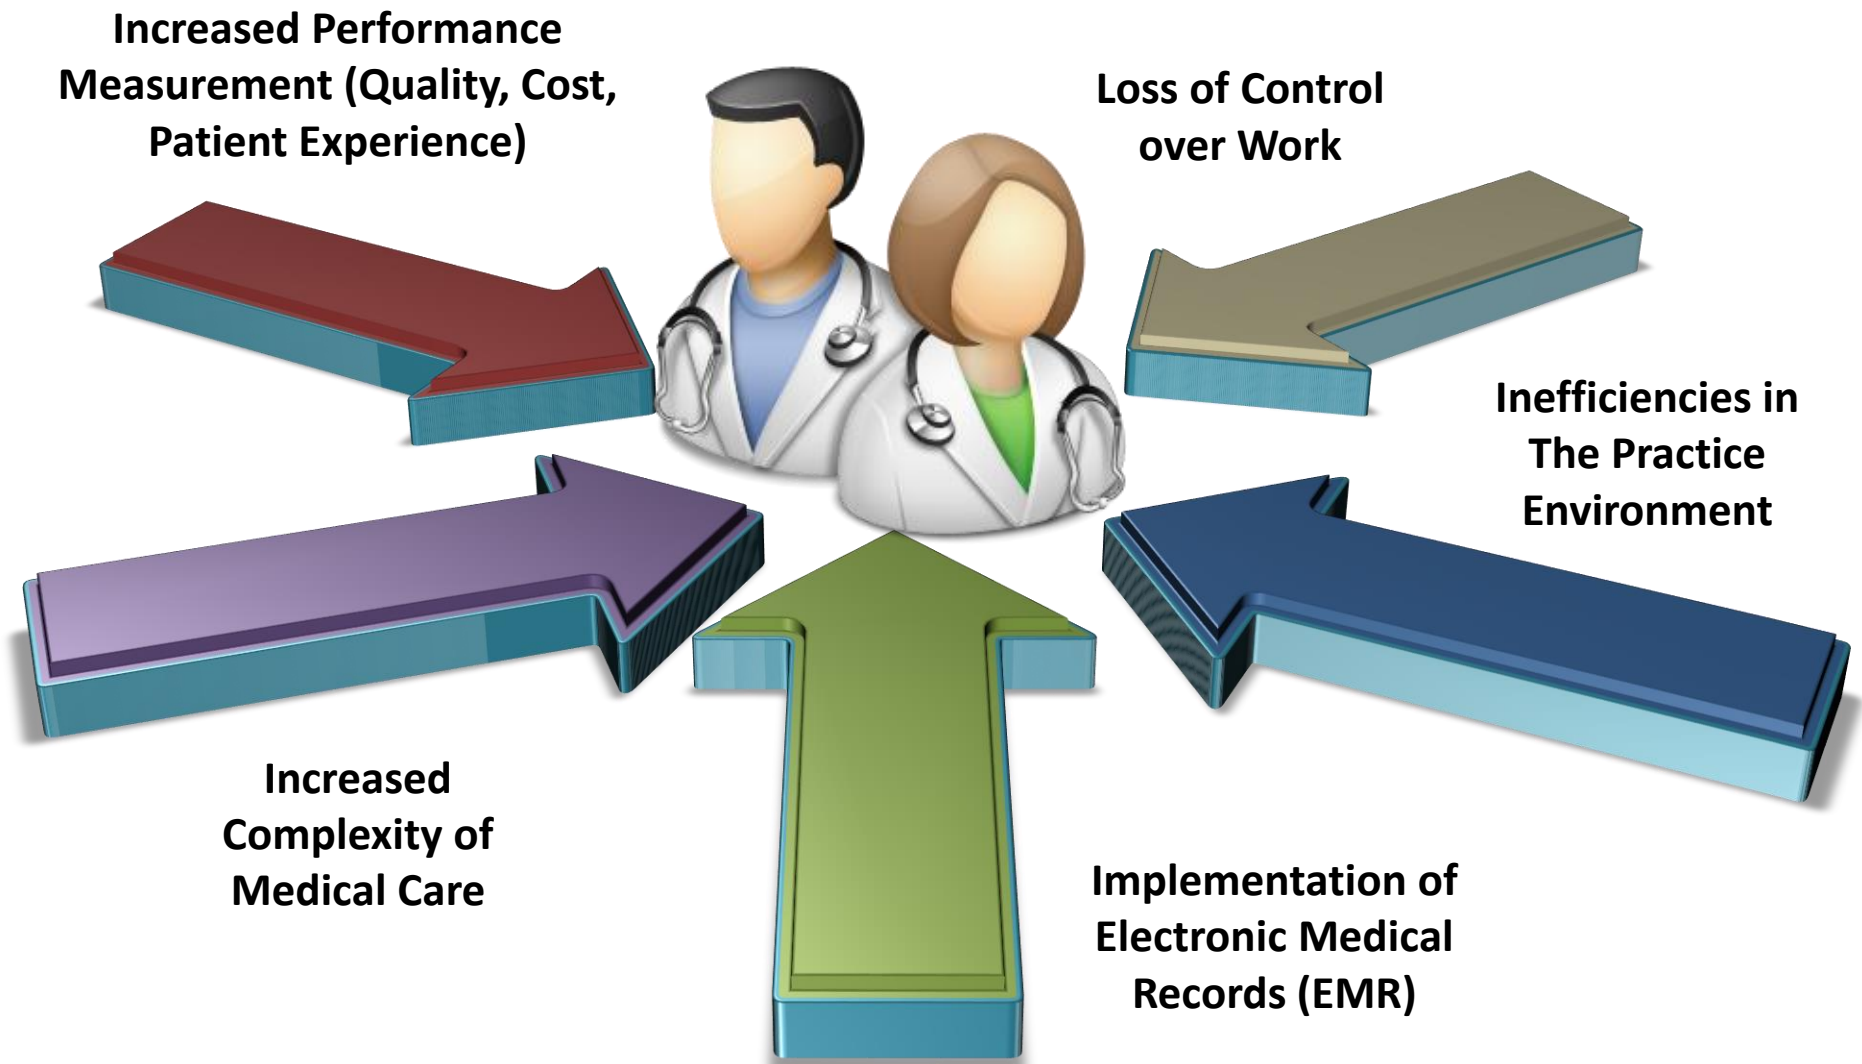 Increased Performance
Measurement (Quality, Cost,
Patient Experience)
Loss of Control
over Work
Inefficiencies in
The Practice
Environment
Increased
Complexity of
Medical Care
Implementation of
Electronic Medical
Records (EMR)